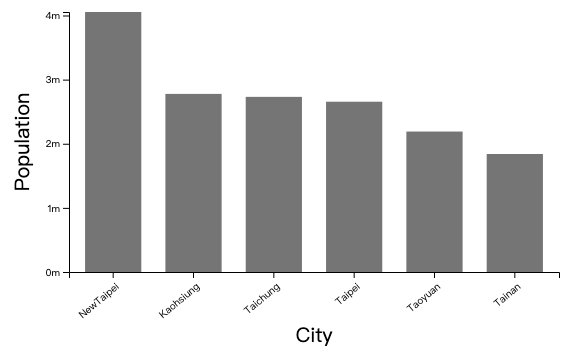 4m
3m
2m
1m
0m
Population
NewTaipei
Kaohsiung
Taichung
Taipei
Taoyuan
Tainan
City